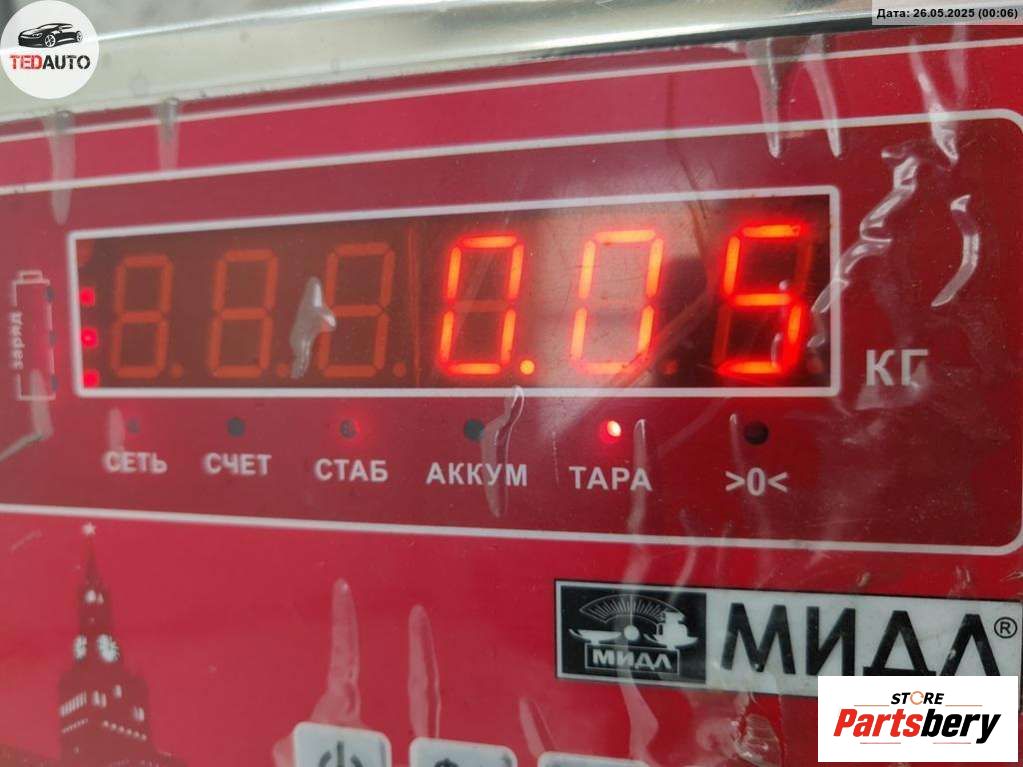 Дата: 26.05.2025 (00:06)
TEDAUTO
0.05
КГ
заряд
СЕТЬ СЧЕТ СТАБ АККУМ ТАРА >0<
МИДЛ МИДЛ®
STORE
Partsbery